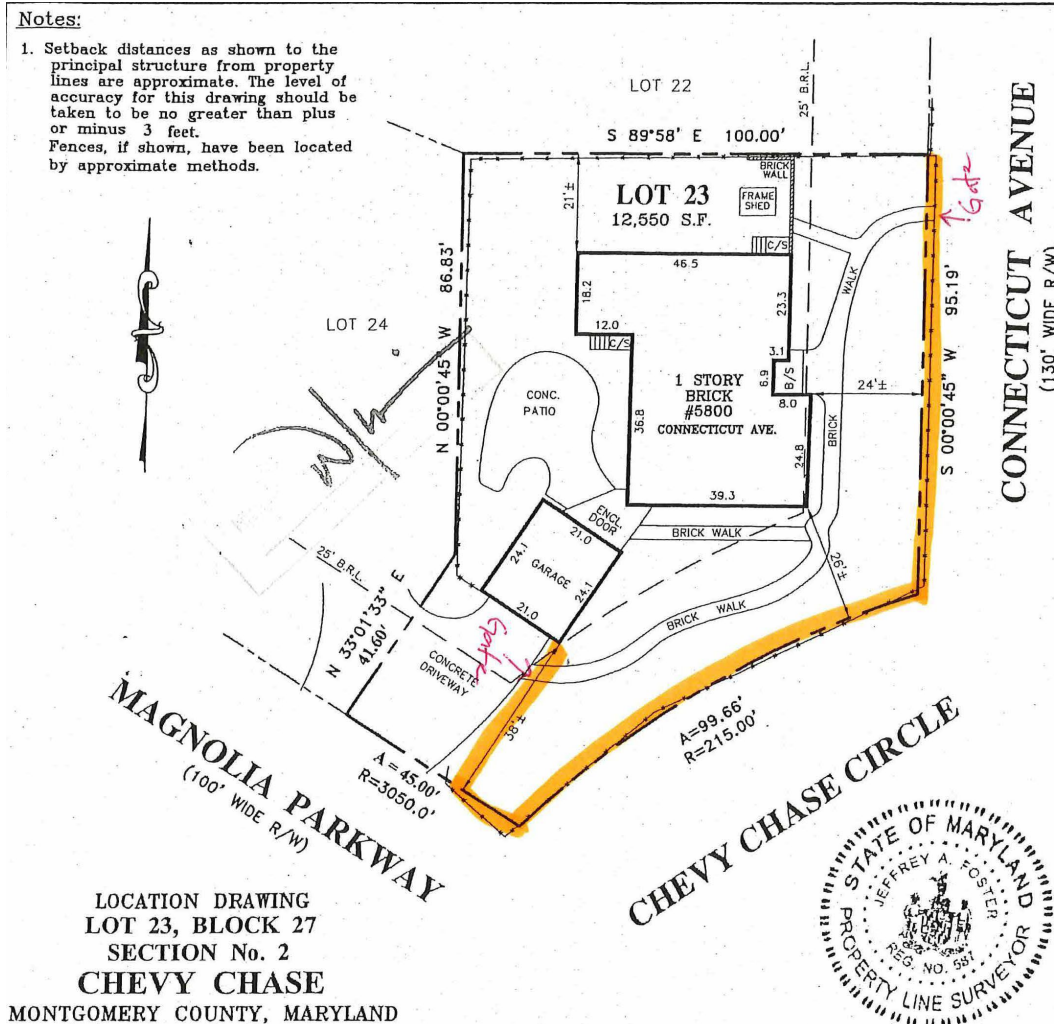 Notes:
1. Setback distances as shown to the
principal structure from property
lines are approximate. The level of
accuracy for this drawing should be
taken to be no greater than plus
or minus 3 feet.
Fences, if shown, have been located
by approximate methods.
LOT 22
25' B.R.L.
S 89°58' E 100.00'
BRICK
WALL
LOT 23
12,550 S.F.
FRAME
SHED
21'±
C/S
46.5
Gate
CONNECTICUT AVENUE
(130' WIDE R/W)
N 00°00'45" W 86.83'
S 00°00'45" W 95.19'
LOT 24
18.2
23.3
WALK
12.0
C/S
3.1
6.9
B/S
8.0
24'±
1 STORY
BRICK
#5800
CONNECTICUT AVE.
CONC.
PATIO
36.8
24.8
BRICK
39.3
ENCL.
DOOR
BRICK WALK
21.0
24.1
GARAGE
24.1
21.0
26'±
BRICK WALK
25' B.R.L.
N 33°01'33" E
41.60'
Gate
CONCRETE
DRIVEWAY
38'±
A=99.66'
R=215.00'
A = 45.00'
R=3050.0'
MAGNOLIA PARKWAY
(100' WIDE R/W)
CHEVY CHASE CIRCLE
LOCATION DRAWING
LOT 23, BLOCK 27
SECTION No. 2
CHEVY CHASE
MONTGOMERY COUNTY, MARYLAND
STATE OF MARYLAND
JEFFREY A. FOSTER
REG. NO. 587
PROPERTY LINE SURVEYOR